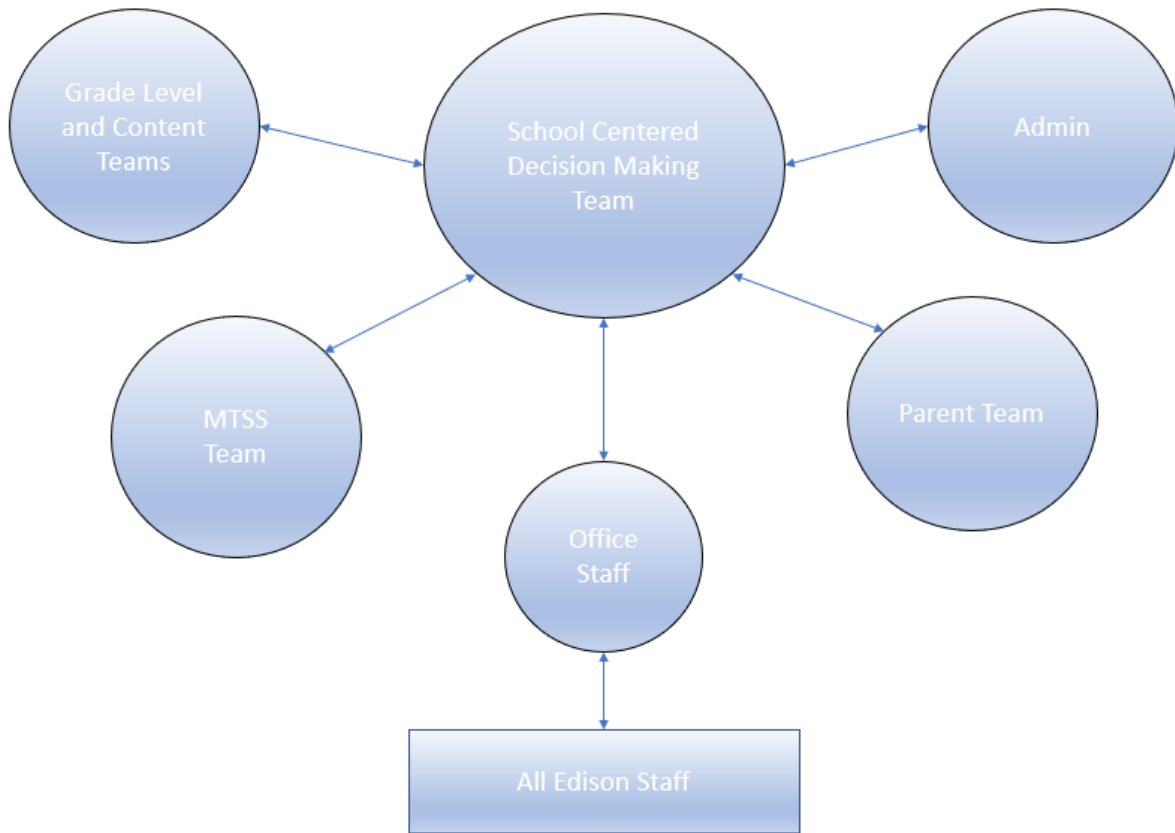 Grade Level
and Content
Teams
School Centered
Decision Making
Team
Admin
MTSS
Team
Parent Team
Office
Staff
All Edison Staff